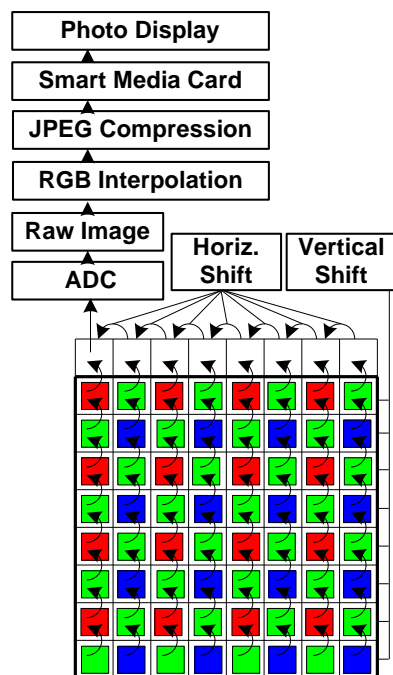 Photo Display
Smart Media Card
JPEG Compression
RGB Interpolation
Raw Image
ADC
Horiz.
Shift
Vertical
Shift